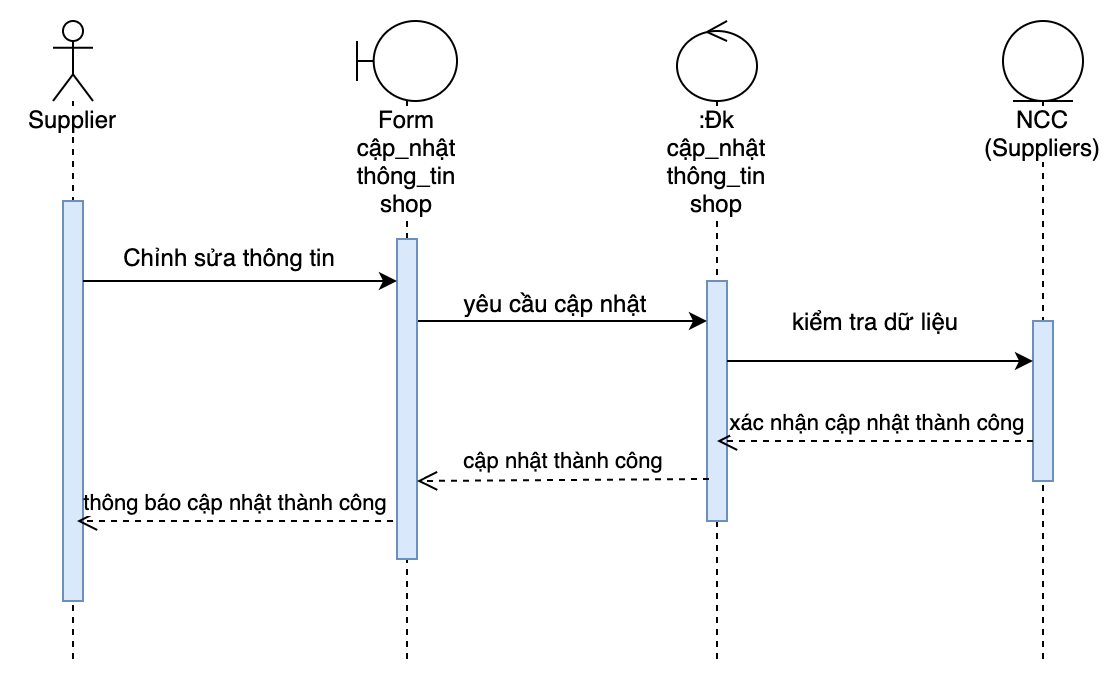 Supplier
Form
cập_nhật
thông_tin
shop
:Đk
cập_nhật
thông_tin
shop
NCC
(Suppliers)
Chỉnh sửa thông tin
yêu cầu cập nhật
kiểm tra dữ liệu
xác nhận cập nhật thành công
cập nhật thành công
thông báo cập nhật thành công